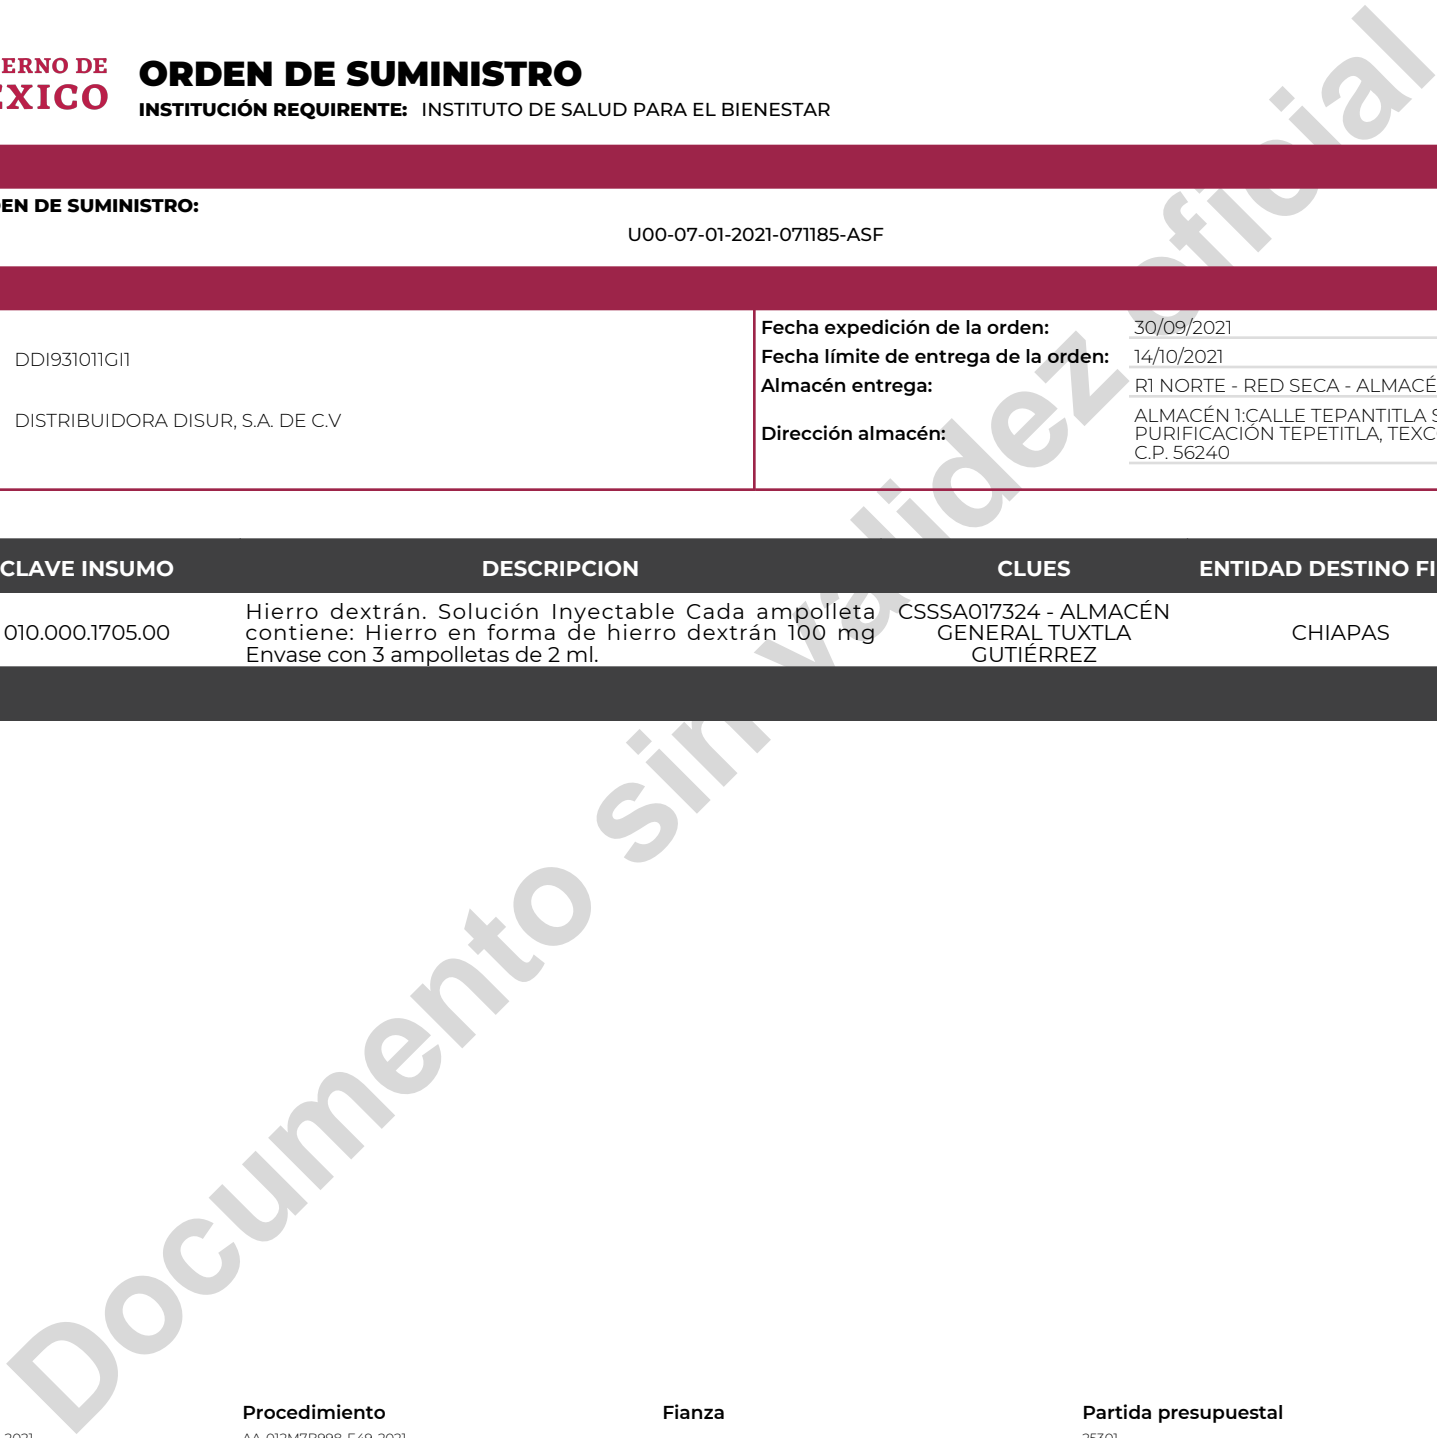 ERNO DE
ORDEN DE SUMINISTRO
INSTITUCIÓN REQUIRENTE: INSTITUTO DE SALUD PARA EL BIENESTAR
EN DE SUMINISTRO:
U00-07-01-2021-071185-ASF
DDI931011GI1
DISTRIBUIDORA DISUR, S.A. DE C.V
Fecha expedición de la orden: 30/09/2021
Fecha límite de entrega de la orden: 14/10/2021
Almacén entrega: R1 NORTE - RED SECA - ALMACÉ
Dirección almacén: ALMACÉN 1:CALLE TEPANTITLA S
PURIFICACIÓN TEPETITLA, TEXC
C.P. 56240
CLAVE INSUMO DESCRIPCION CLUES ENTIDAD DESTINO FI
010.000.1705.00
Hierro dextrán. Solución Inyectable Cada ampolleta
contiene: Hierro en forma de hierro dextrán 100 mg
Envase con 3 ampolletas de 2 ml.
CSSSA017324 - ALMACÉN
GENERAL TUXTLA
GUTIÉRREZ
CHIAPAS
Documento sin validez oficial
Procedimiento Fianza Partida presupuestal